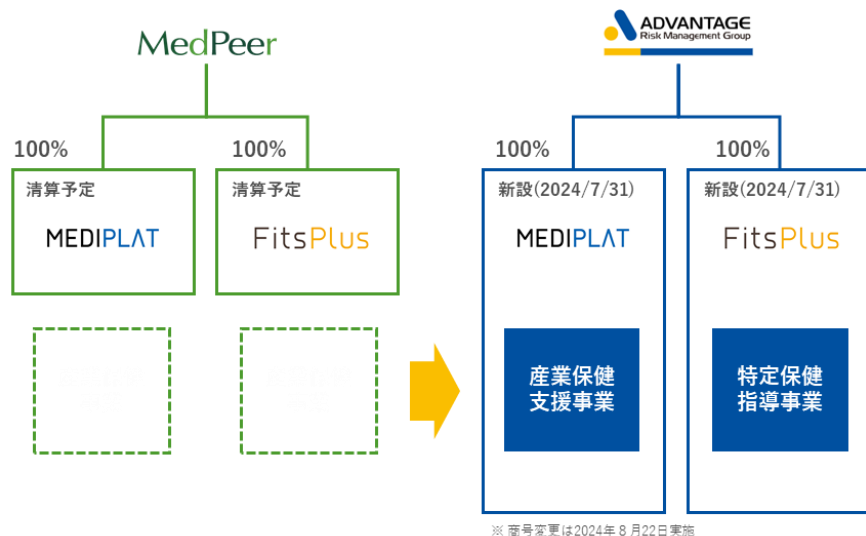 MedPeer
100%
100%
清算予定
MEDIPLAT
清算予定
FitsPlus
ADVANTAGE
Risk Management Group
100%
100%
新設(2024/7/31)
MEDIPLAT
産業保健
支援事業
新設(2024/7/31)
FitsPlus
特定保健
指導事業
※ 商号変更は2024年8月22日実施